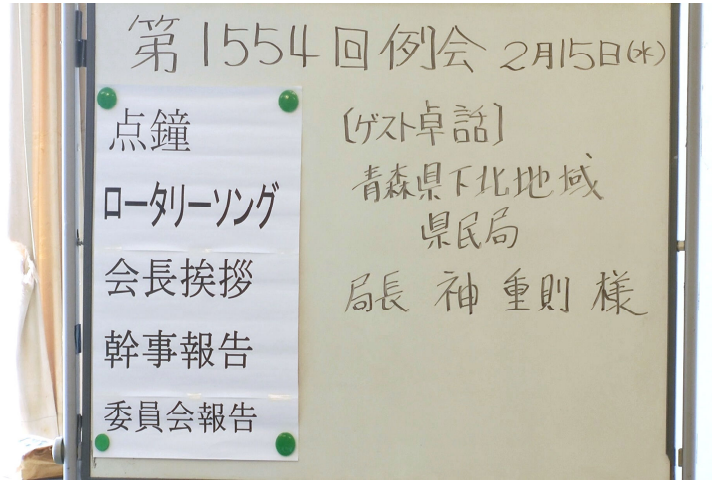 第1554回例会 2月15日(水)
点鐘
ロータリーソング
会長挨拶
幹事報告
委員会報告
[ゲスト卓話]
青森県下北地域
県民局
局長 神 重則 様